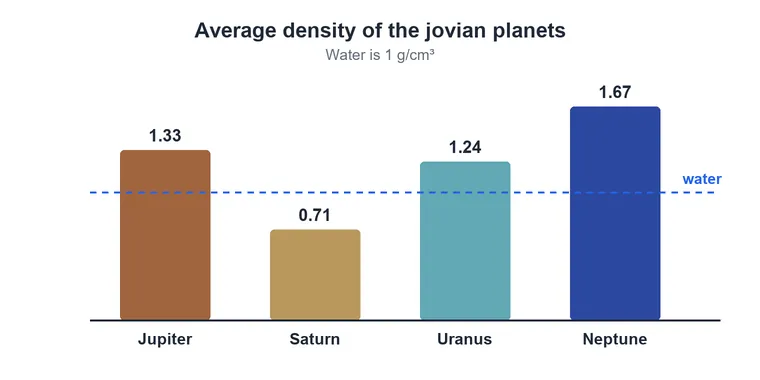 Average density of the jovian planets
Water is 1 g/cm³
1.67
1.33
1.24
water
0.71
Jupiter Saturn Uranus Neptune